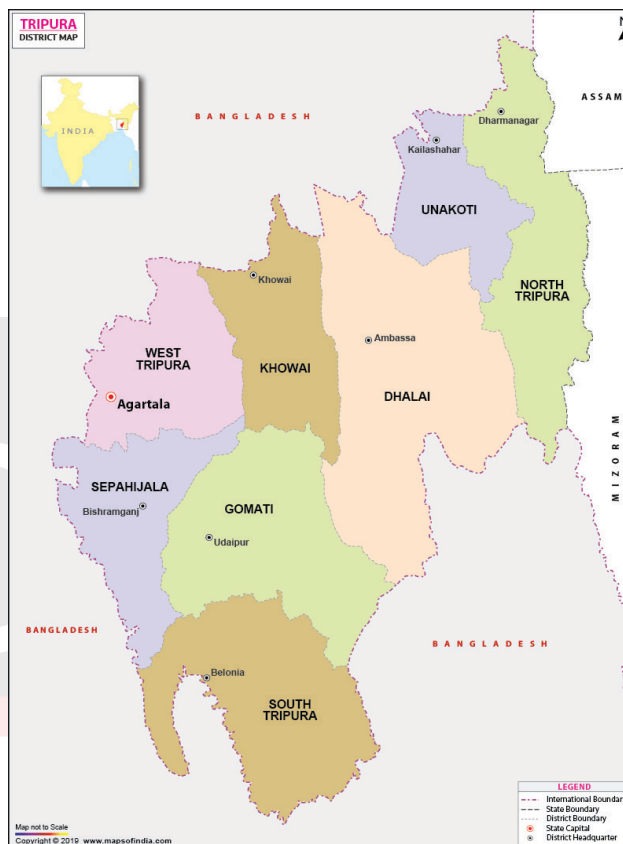 TRIPURA
DISTRICT MAP
N
INDIA
BANGLADESH
ASSAM
Dharmanagar
Kailashahar
UNAKOTI
NORTH
TRIPURA
Khowai
Ambassa
WEST
TRIPURA
KHOWAI
DHALAI
Agartala
MIZORAM
SEPAHIJALA
Bishramganj
GOMATI
Udaipur
BANGLADESH
BANGLADESH
Belonia
SOUTH
TRIPURA
LEGEND
International Boundar
State Boundary
District Boundary
State Capital
District Headquarter
Map not to Scale
Copyright © 2019 www.mapsofindia.com